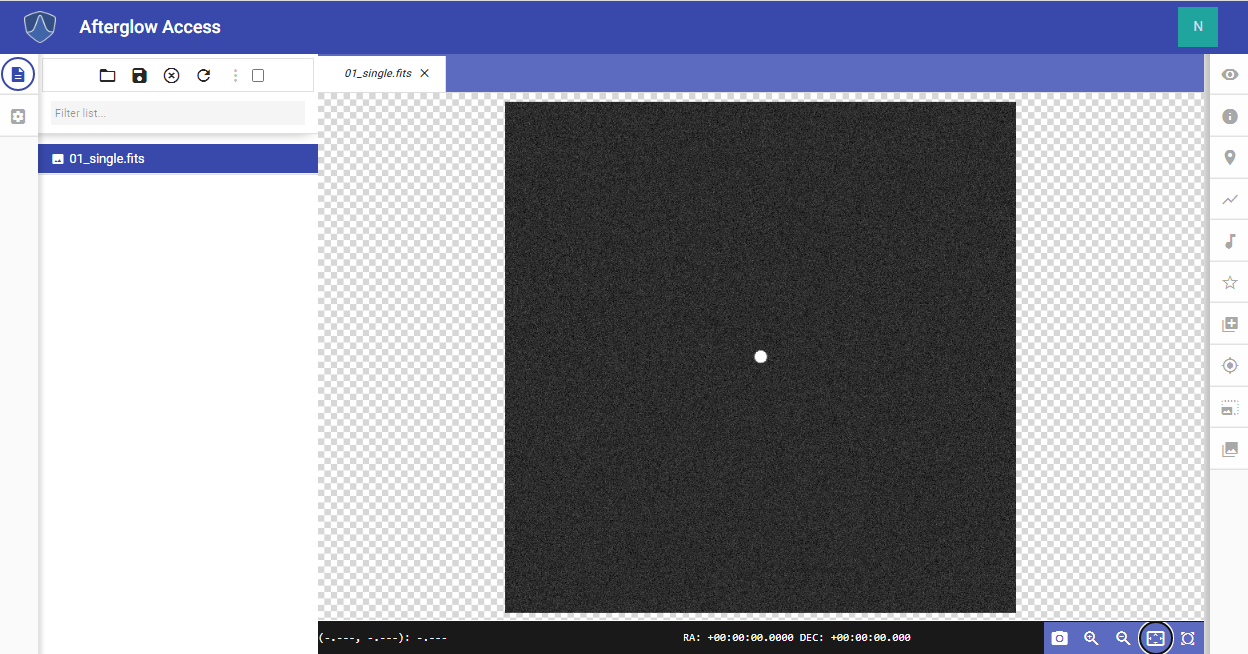 Afterglow Access
N
01_single.fits
Filter list...
01_single.fits
(-.---, -.---): -.---
RA: +00:00:00.0000 DEC: +00:00:00.000